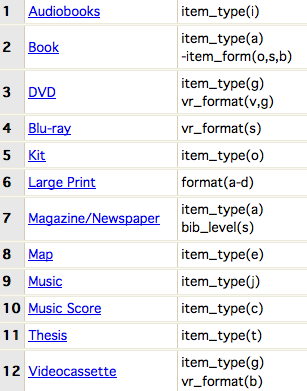 1 Audiobooks item_type(i)
2 Book item_type(a)
-item_form(o,s,b)
3 DVD item_type(g)
vr_format(v,g)
4 Blu-ray vr_format(s)
5 Kit item_type(o)
6 Large Print format(a-d)
7 Magazine/Newspaper item_type(a)
bib_level(s)
8 Map item_type(e)
9 Music item_type(j)
10 Music Score item_type(c)
11 Thesis item_type(t)
12 Videocassette item_type(g)
vr_format(b)